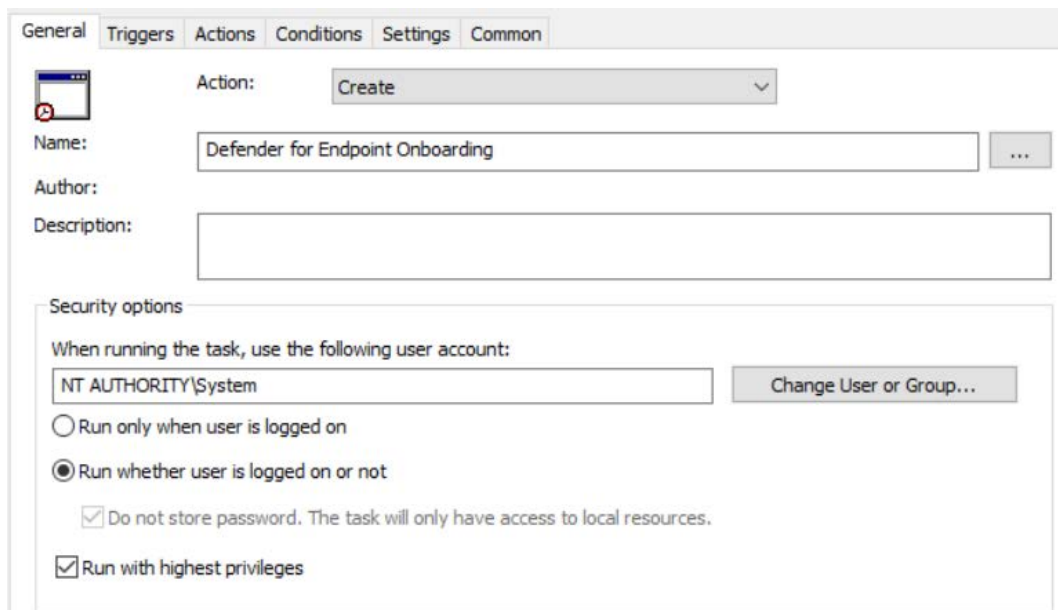 General Triggers Actions Conditions Settings Common
Action: Create
Name: Defender for Endpoint Onboarding ...
Author:
Description:
Security options
When running the task, use the following user account:
NT AUTHORITY\System Change User or Group...
Run only when user is logged on
Run whether user is logged on or not
Do not store password. The task will only have access to local resources.
Run with highest privileges